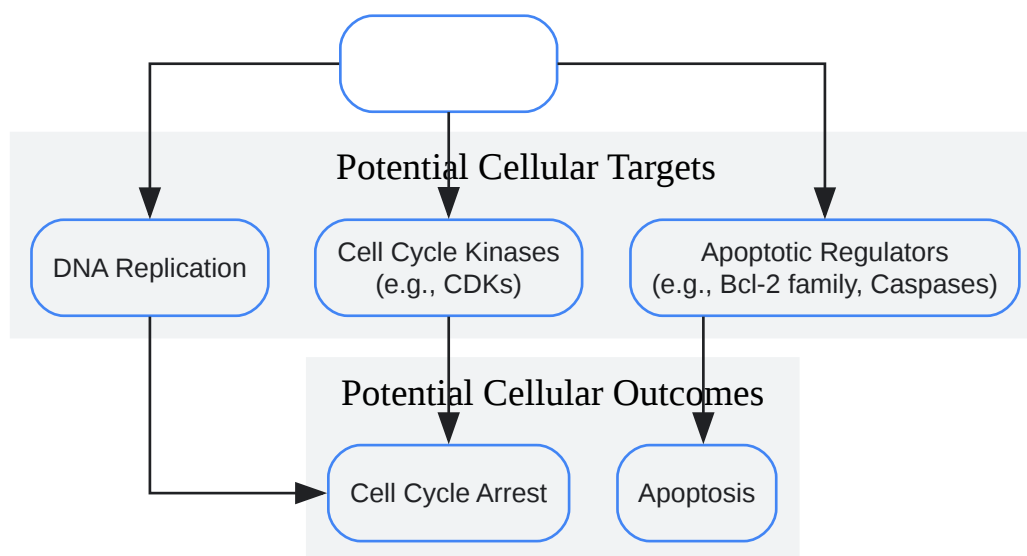 Potential Cellular Targets
DNA Replication
Cell Cycle Kinases
(e.g., CDKs)
Apoptotic Regulators
(e.g., Bcl-2 family, Caspases)
Potential Cellular Outcomes
Cell Cycle Arrest
Apoptosis